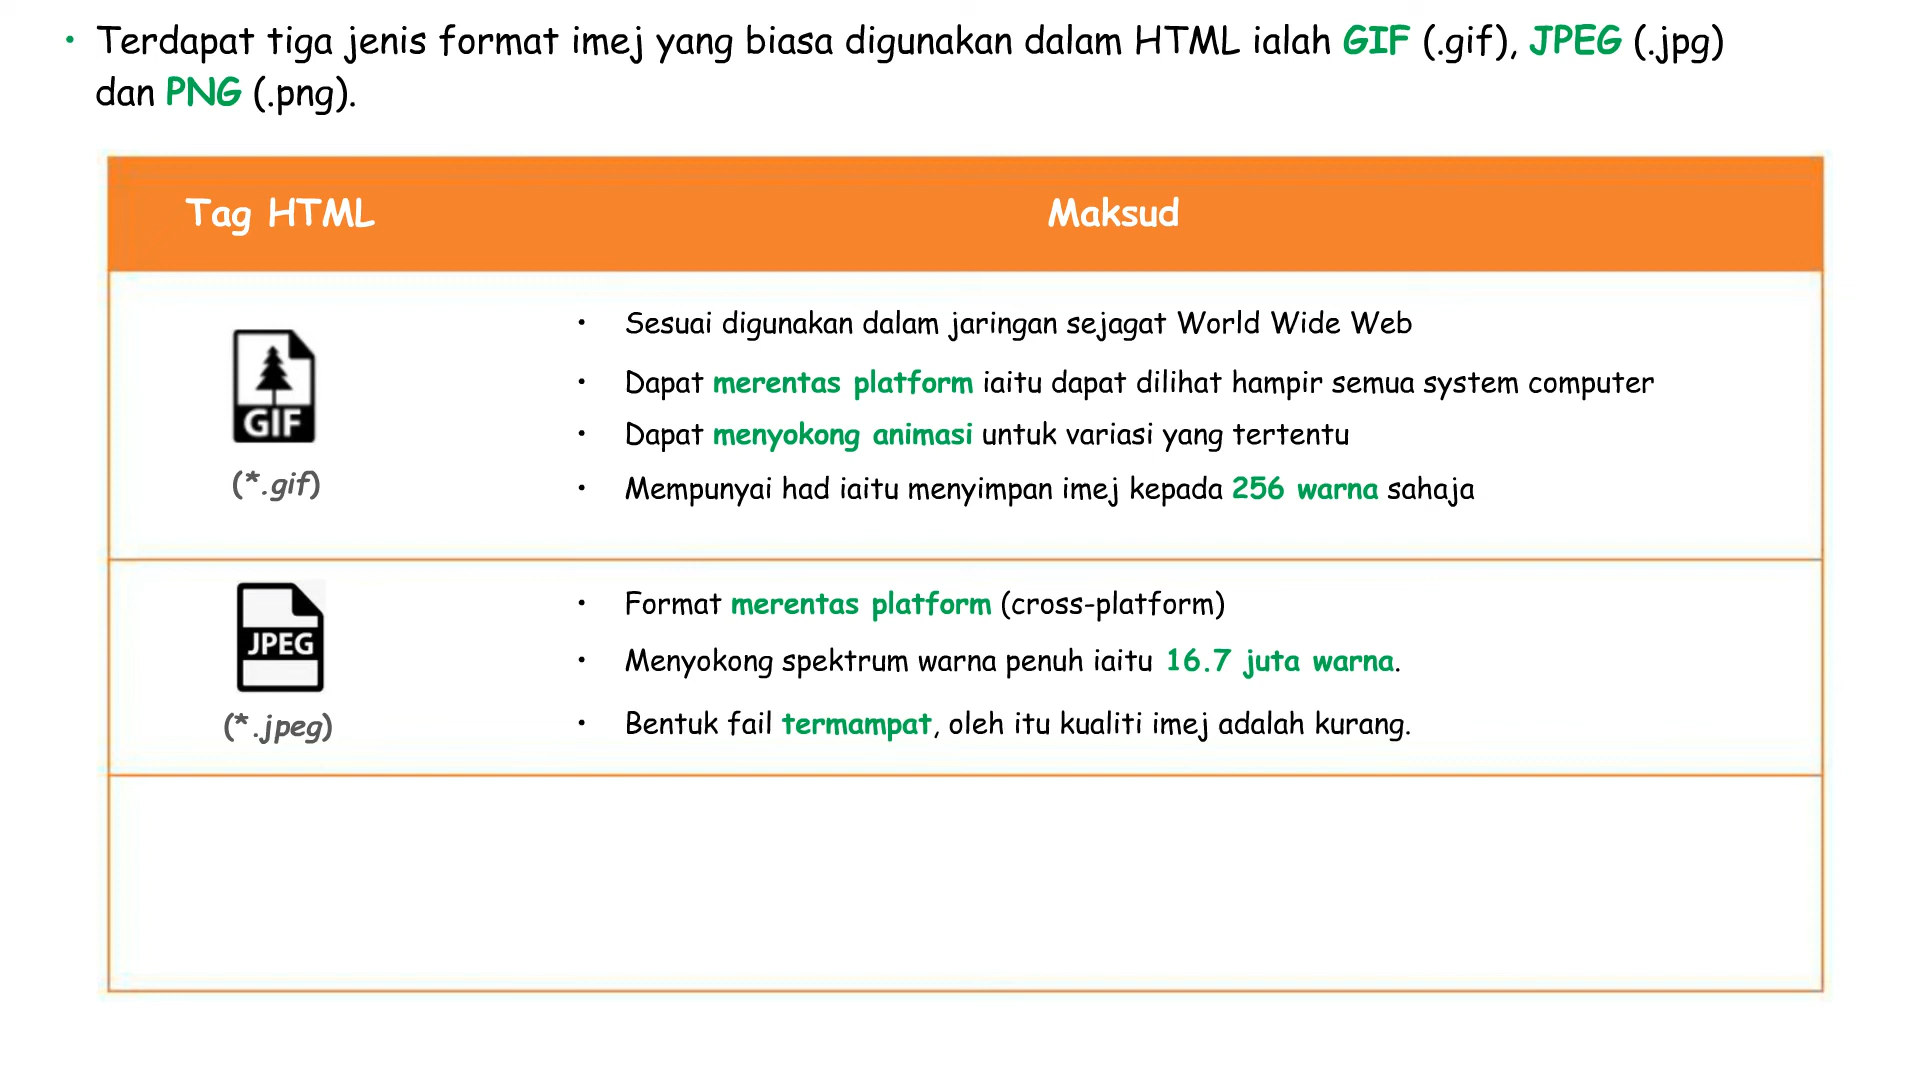 • Terdapat tiga jenis format imej yang biasa digunakan dalam HTML ialah GIF (.gif), JPEG (.jpg)
dan PNG (.png).
Tag HTML Maksud
GIF
(*.gif)
• Sesuai digunakan dalam jaringan sejagat World Wide Web
• Dapat merentas platform iaitu dapat dilihat hampir semua system computer
• Dapat menyokong animasi untuk variasi yang tertentu
• Mempunyai had iaitu menyimpan imej kepada 256 warna sahaja
JPEG
(*.jpeg)
• Format merentas platform (cross-platform)
• Menyokong spektrum warna penuh iaitu 16.7 juta warna.
• Bentuk fail termampat, oleh itu kualiti imej adalah kurang.